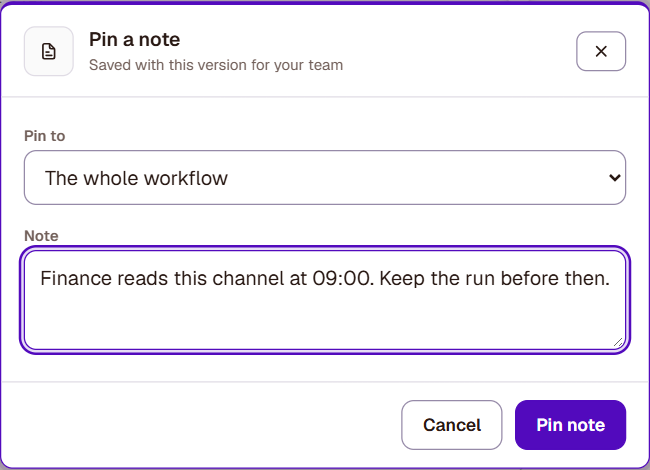 Pin a note
Saved with this version for your team
Pin to
The whole workflow
Note
Finance reads this channel at 09:00. Keep the run before then.
Cancel
Pin note